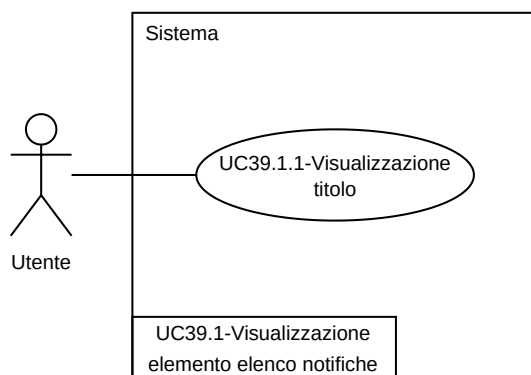 Sistema
UC39.1.1-Visualizzazione
titolo
Utente
UC39.1-Visualizzazione
elemento elenco notifiche